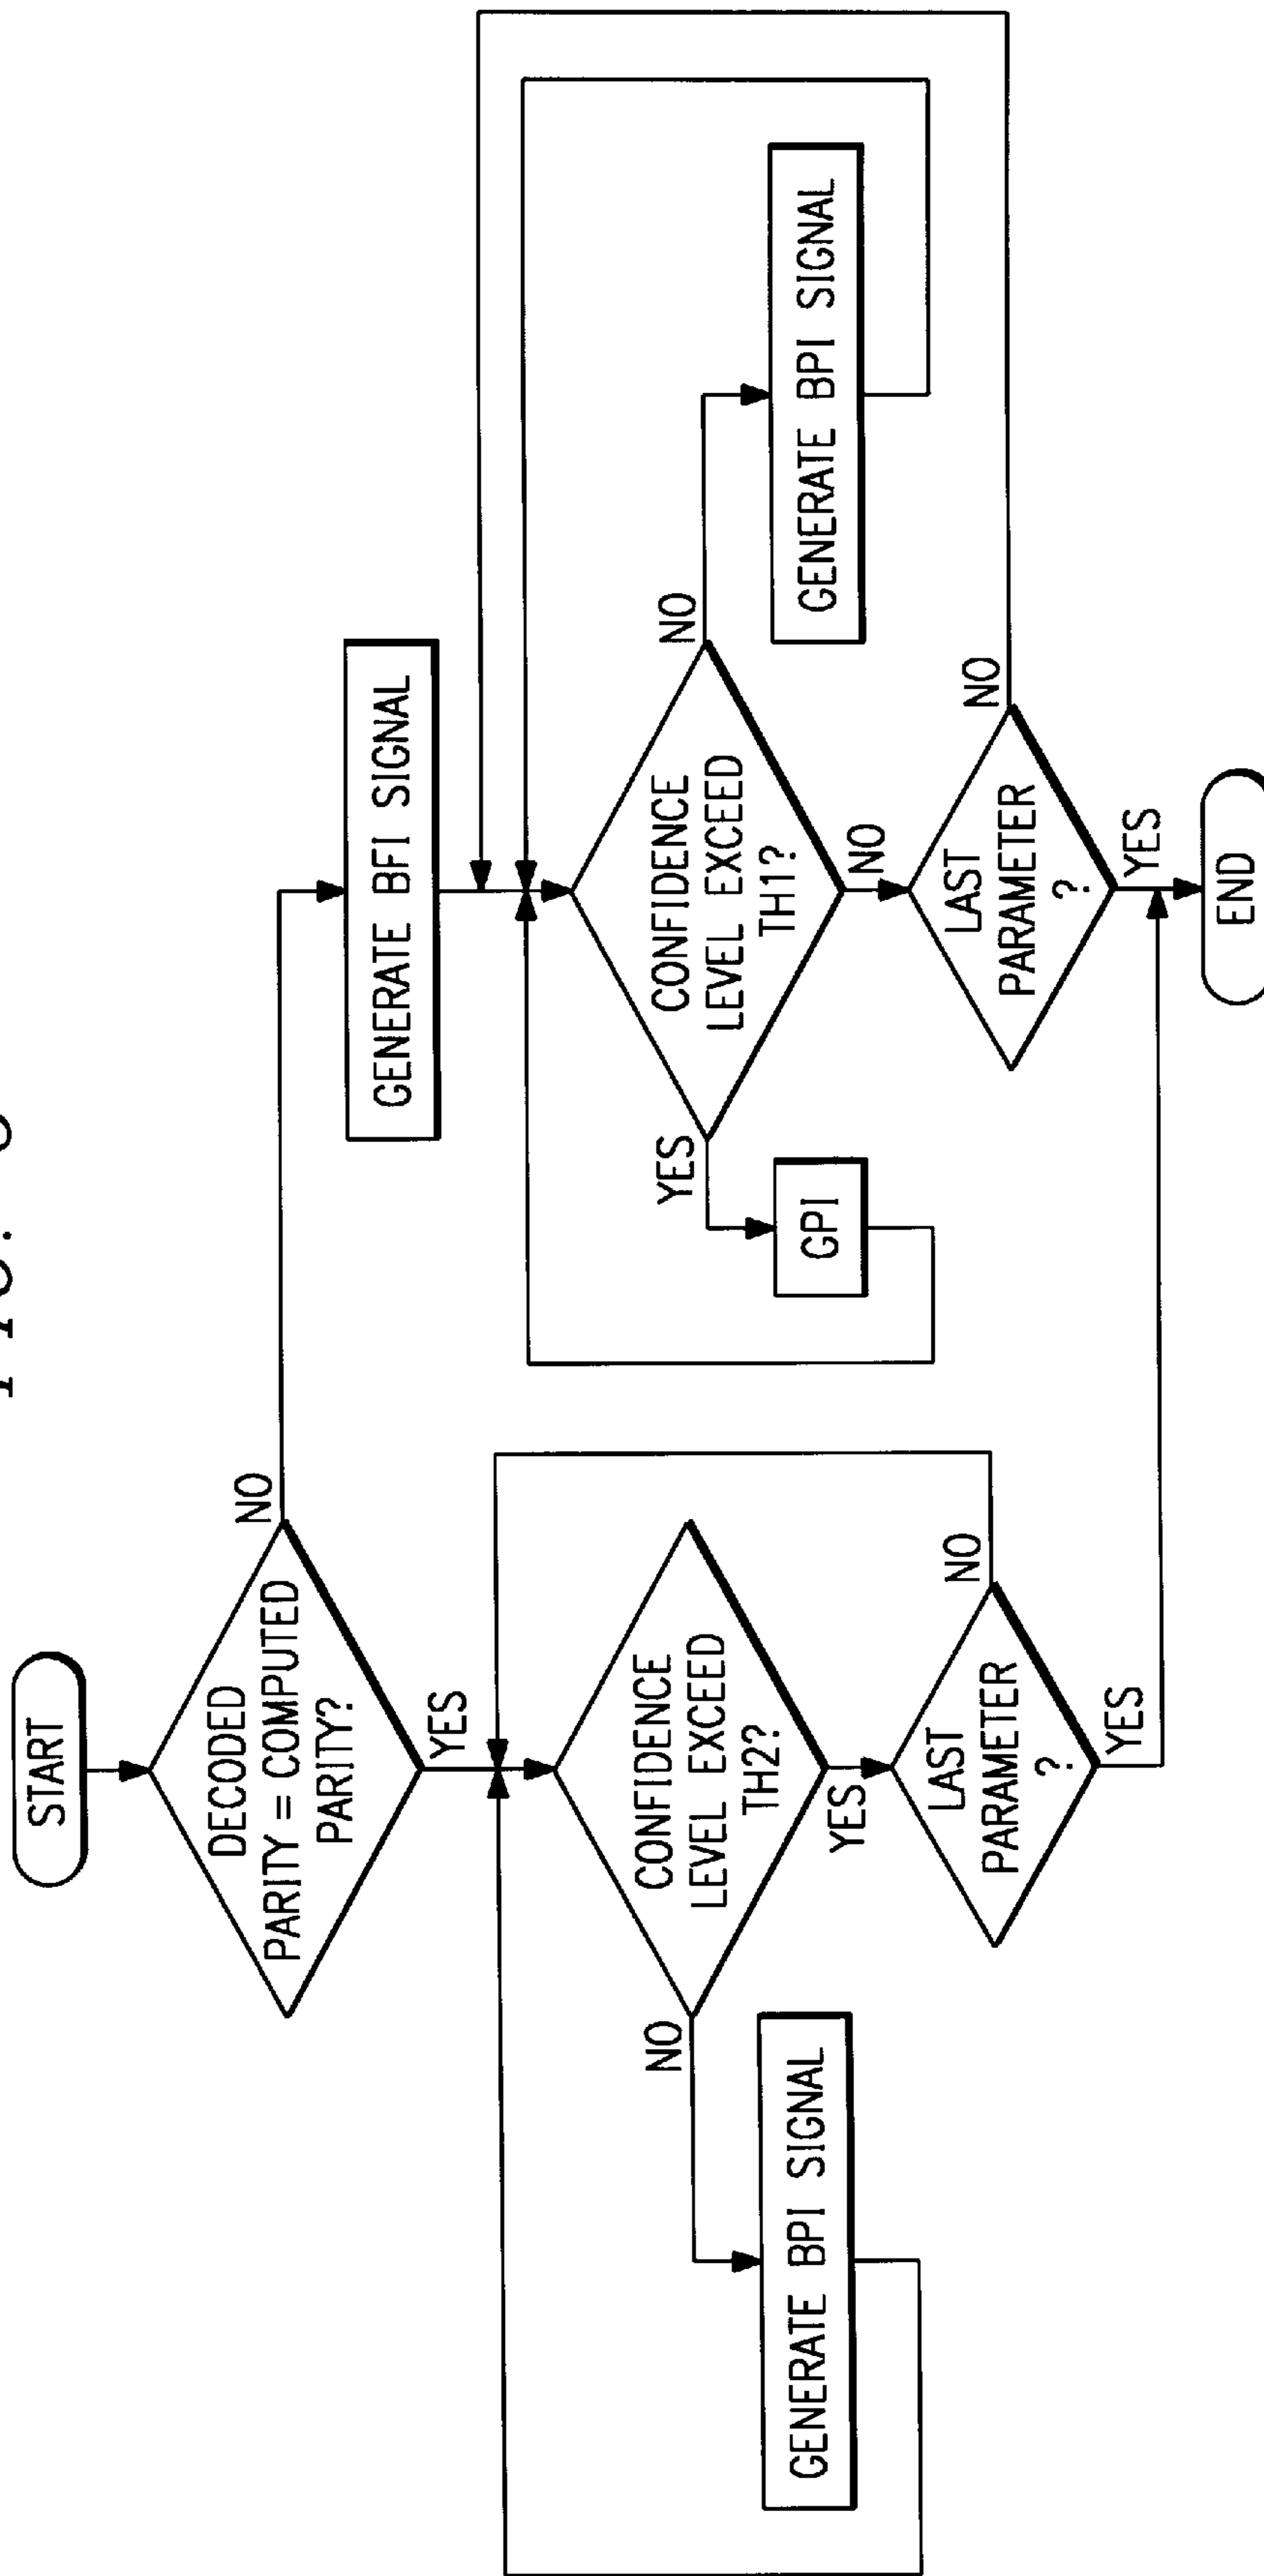 START
DECODED
PARITY = COMPUTED
PARITY?
NO
YES
GENERATE BFI SIGNAL
CONFIDENCE
LEVEL EXCEED
TH2?
NO
YES
GENERATE BPI SIGNAL
LAST
PARAMETER
?
NO
YES
CONFIDENCE
LEVEL EXCEED
TH1?
YES
NO
NO
GPI
GENERATE BPI SIGNAL
LAST
PARAMETER
?
NO
YES
END